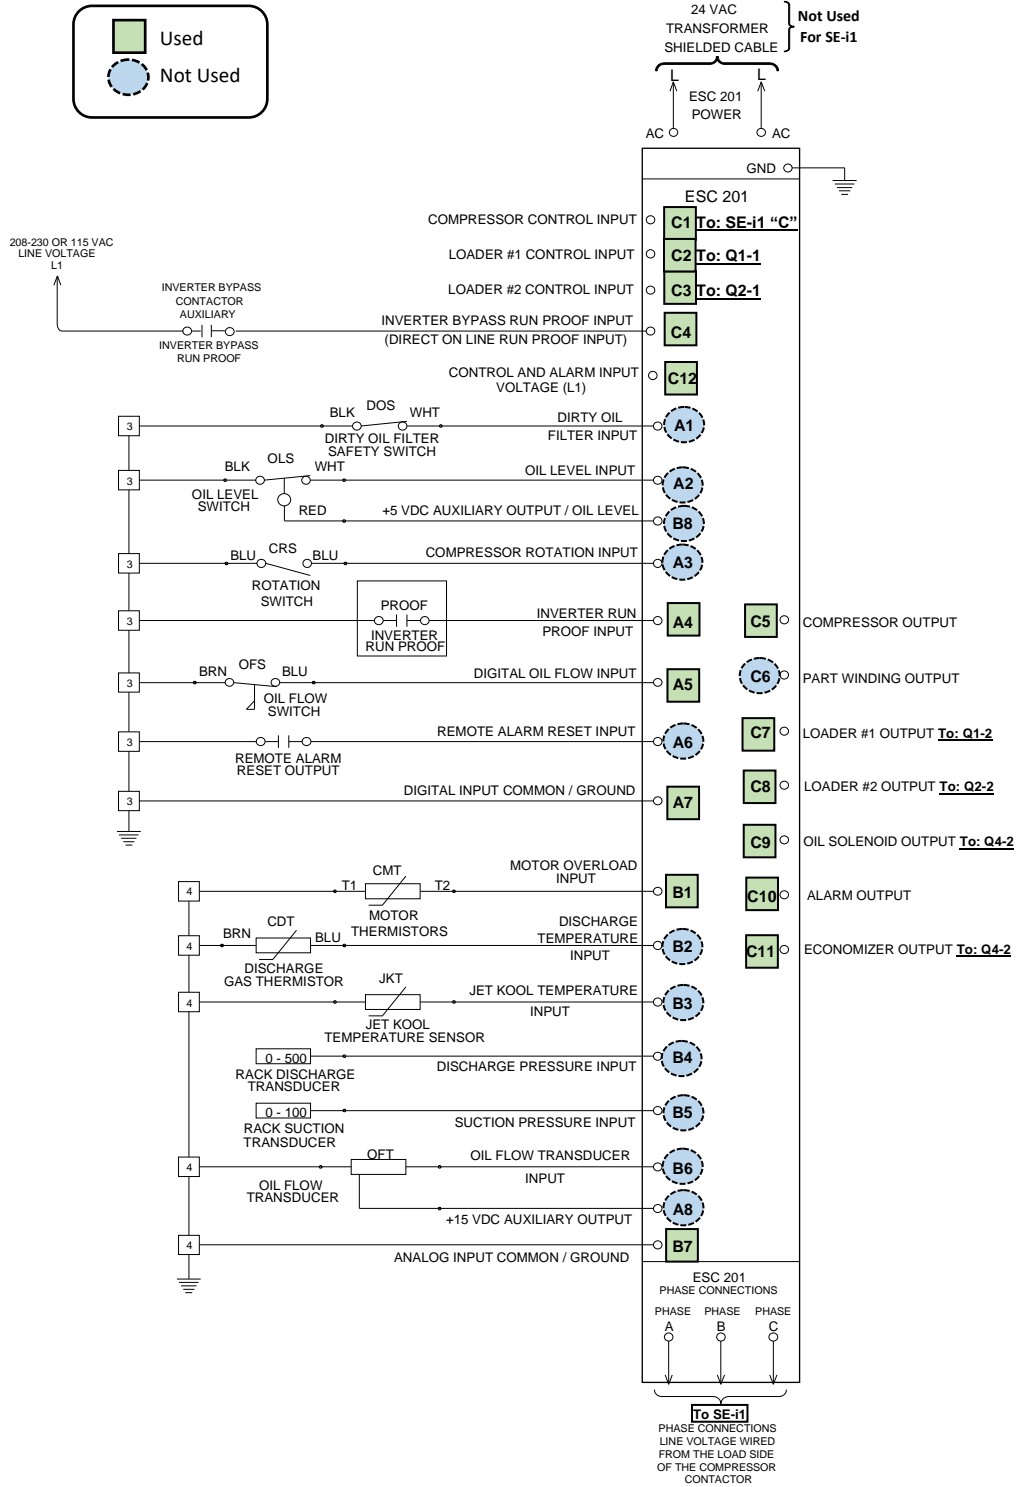 Used
Not Used
24 VAC
TRANSFORMER
SHIELDED CABLE
Not Used
For SE-i1
L
L
ESC 201
POWER
AC
AC
GND
ESC 201
COMPRESSOR CONTROL INPUT
C1
To: SE-i1 “C”
LOADER #1 CONTROL INPUT
C2
To: Q1-1
LOADER #2 CONTROL INPUT
C3
To: Q2-1
208-230 OR 115 VAC
LINE VOLTAGE
L1
INVERTER BYPASS
CONTACTOR
AUXILIARY
INVERTER BYPASS
RUN PROOF
INVERTER BYPASS RUN PROOF INPUT
(DIRECT ON LINE RUN PROOF INPUT)
C4
CONTROL AND ALARM INPUT
VOLTAGE (L1)
C12
3
BLK
DOS
WHT
DIRTY OIL FILTER
SAFETY SWITCH
DIRTY OIL
FILTER INPUT
A1
3
BLK
OLS
WHT
OIL LEVEL
SWITCH
OIL LEVEL INPUT
A2
RED
+5 VDC AUXILIARY OUTPUT / OIL LEVEL
B8
3
BLU
CRS
BLU
ROTATION
SWITCH
COMPRESSOR ROTATION INPUT
A3
3
PROOF
INVERTER
RUN PROOF
INVERTER RUN
PROOF INPUT
A4
C5
COMPRESSOR OUTPUT
3
BRN
OFS
BLU
OIL FLOW
SWITCH
DIGITAL OIL FLOW INPUT
A5
C6
PART WINDING OUTPUT
3
REMOTE ALARM
RESET OUTPUT
REMOTE ALARM RESET INPUT
A6
C7
LOADER #1 OUTPUT To: Q1-2
3
DIGITAL INPUT COMMON / GROUND
A7
C8
LOADER #2 OUTPUT To: Q2-2
C9
OIL SOLENOID OUTPUT To: Q4-2
4
T1
CMT
T2
MOTOR
THERMISTORS
MOTOR OVERLOAD
INPUT
B1
C10
ALARM OUTPUT
4
BRN
CDT
BLU
DISCHARGE
GAS THERMISTOR
DISCHARGE
TEMPERATURE
INPUT
B2
C11
ECONOMIZER OUTPUT To: Q4-2
4
JKT
JET KOOL
TEMPERATURE SENSOR
JET KOOL TEMPERATURE
INPUT
B3
0 - 500
RACK DISCHARGE
TRANSDUCER
DISCHARGE PRESSURE INPUT
B4
0 - 100
RACK SUCTION
TRANSDUCER
SUCTION PRESSURE INPUT
B5
4
OFT
OIL FLOW
TRANSDUCER
OIL FLOW TRANSDUCER
INPUT
B6
+15 VDC AUXILIARY OUTPUT
A8
4
ANALOG INPUT COMMON / GROUND
B7
ESC 201
PHASE CONNECTIONS
PHASE
A
PHASE
B
PHASE
C
To SE-i1
PHASE CONNECTIONS
LINE VOLTAGE WIRED
FROM THE LOAD SIDE
OF THE COMPRESSOR
CONTACTOR